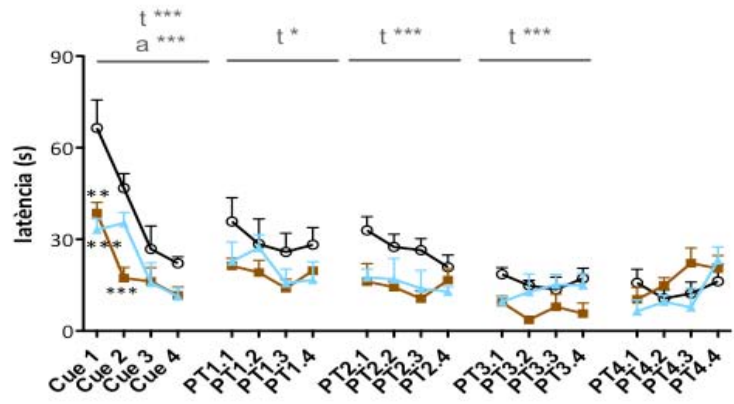 t ***
a ***
t *
t ***
t ***
90
60
30
0
latència (s)
**
***
***
Cue 1
Cue 2
Cue 3
Cue 4
PT1.1
PT1.2
PT1.3
PT1.4
PT2.1
PT2.2
PT2.3
PT2.4
PT3.1
PT3.2
PT3.3
PT3.4
PT4.1
PT4.2
PT4.3
PT4.4